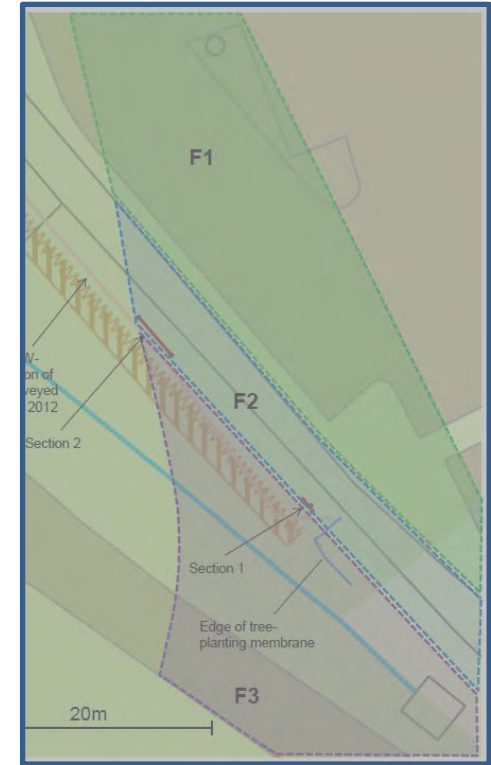 F1
W-
on of
veyed
2012
F2
Section 2
Section 1
Edge of tree-
planting membrane
F3
20m